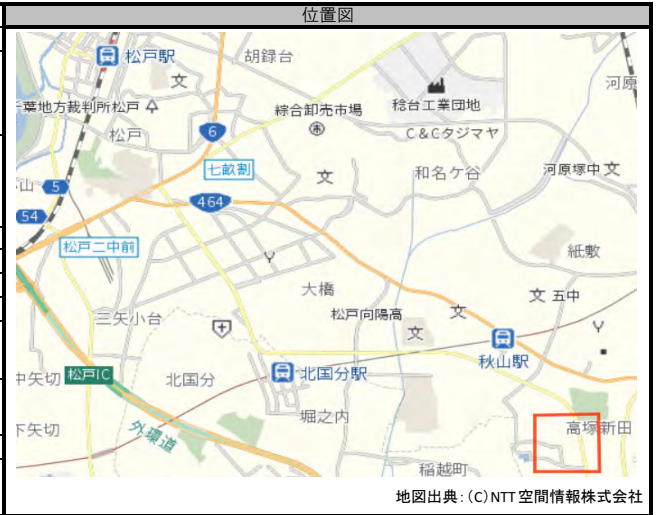 位置図
松戸駅
胡録台
文
河原
千葉地方裁判所松戸
綜合卸売市場
稔台工業団地
松戸
6
C&Cタジマヤ
七畝割
文
和名ケ谷
河原塚中 文
山
5
464
54
松戸二中前
紙敷
大橋
文 五中
三矢小台
松戸向陽高
文
文
秋山駅
中矢切
松戸IC
北国分
北国分駅
堀之内
下矢切
外環道
高塚新田
稲越町
地図出典:(C)NTT空間情報株式会社